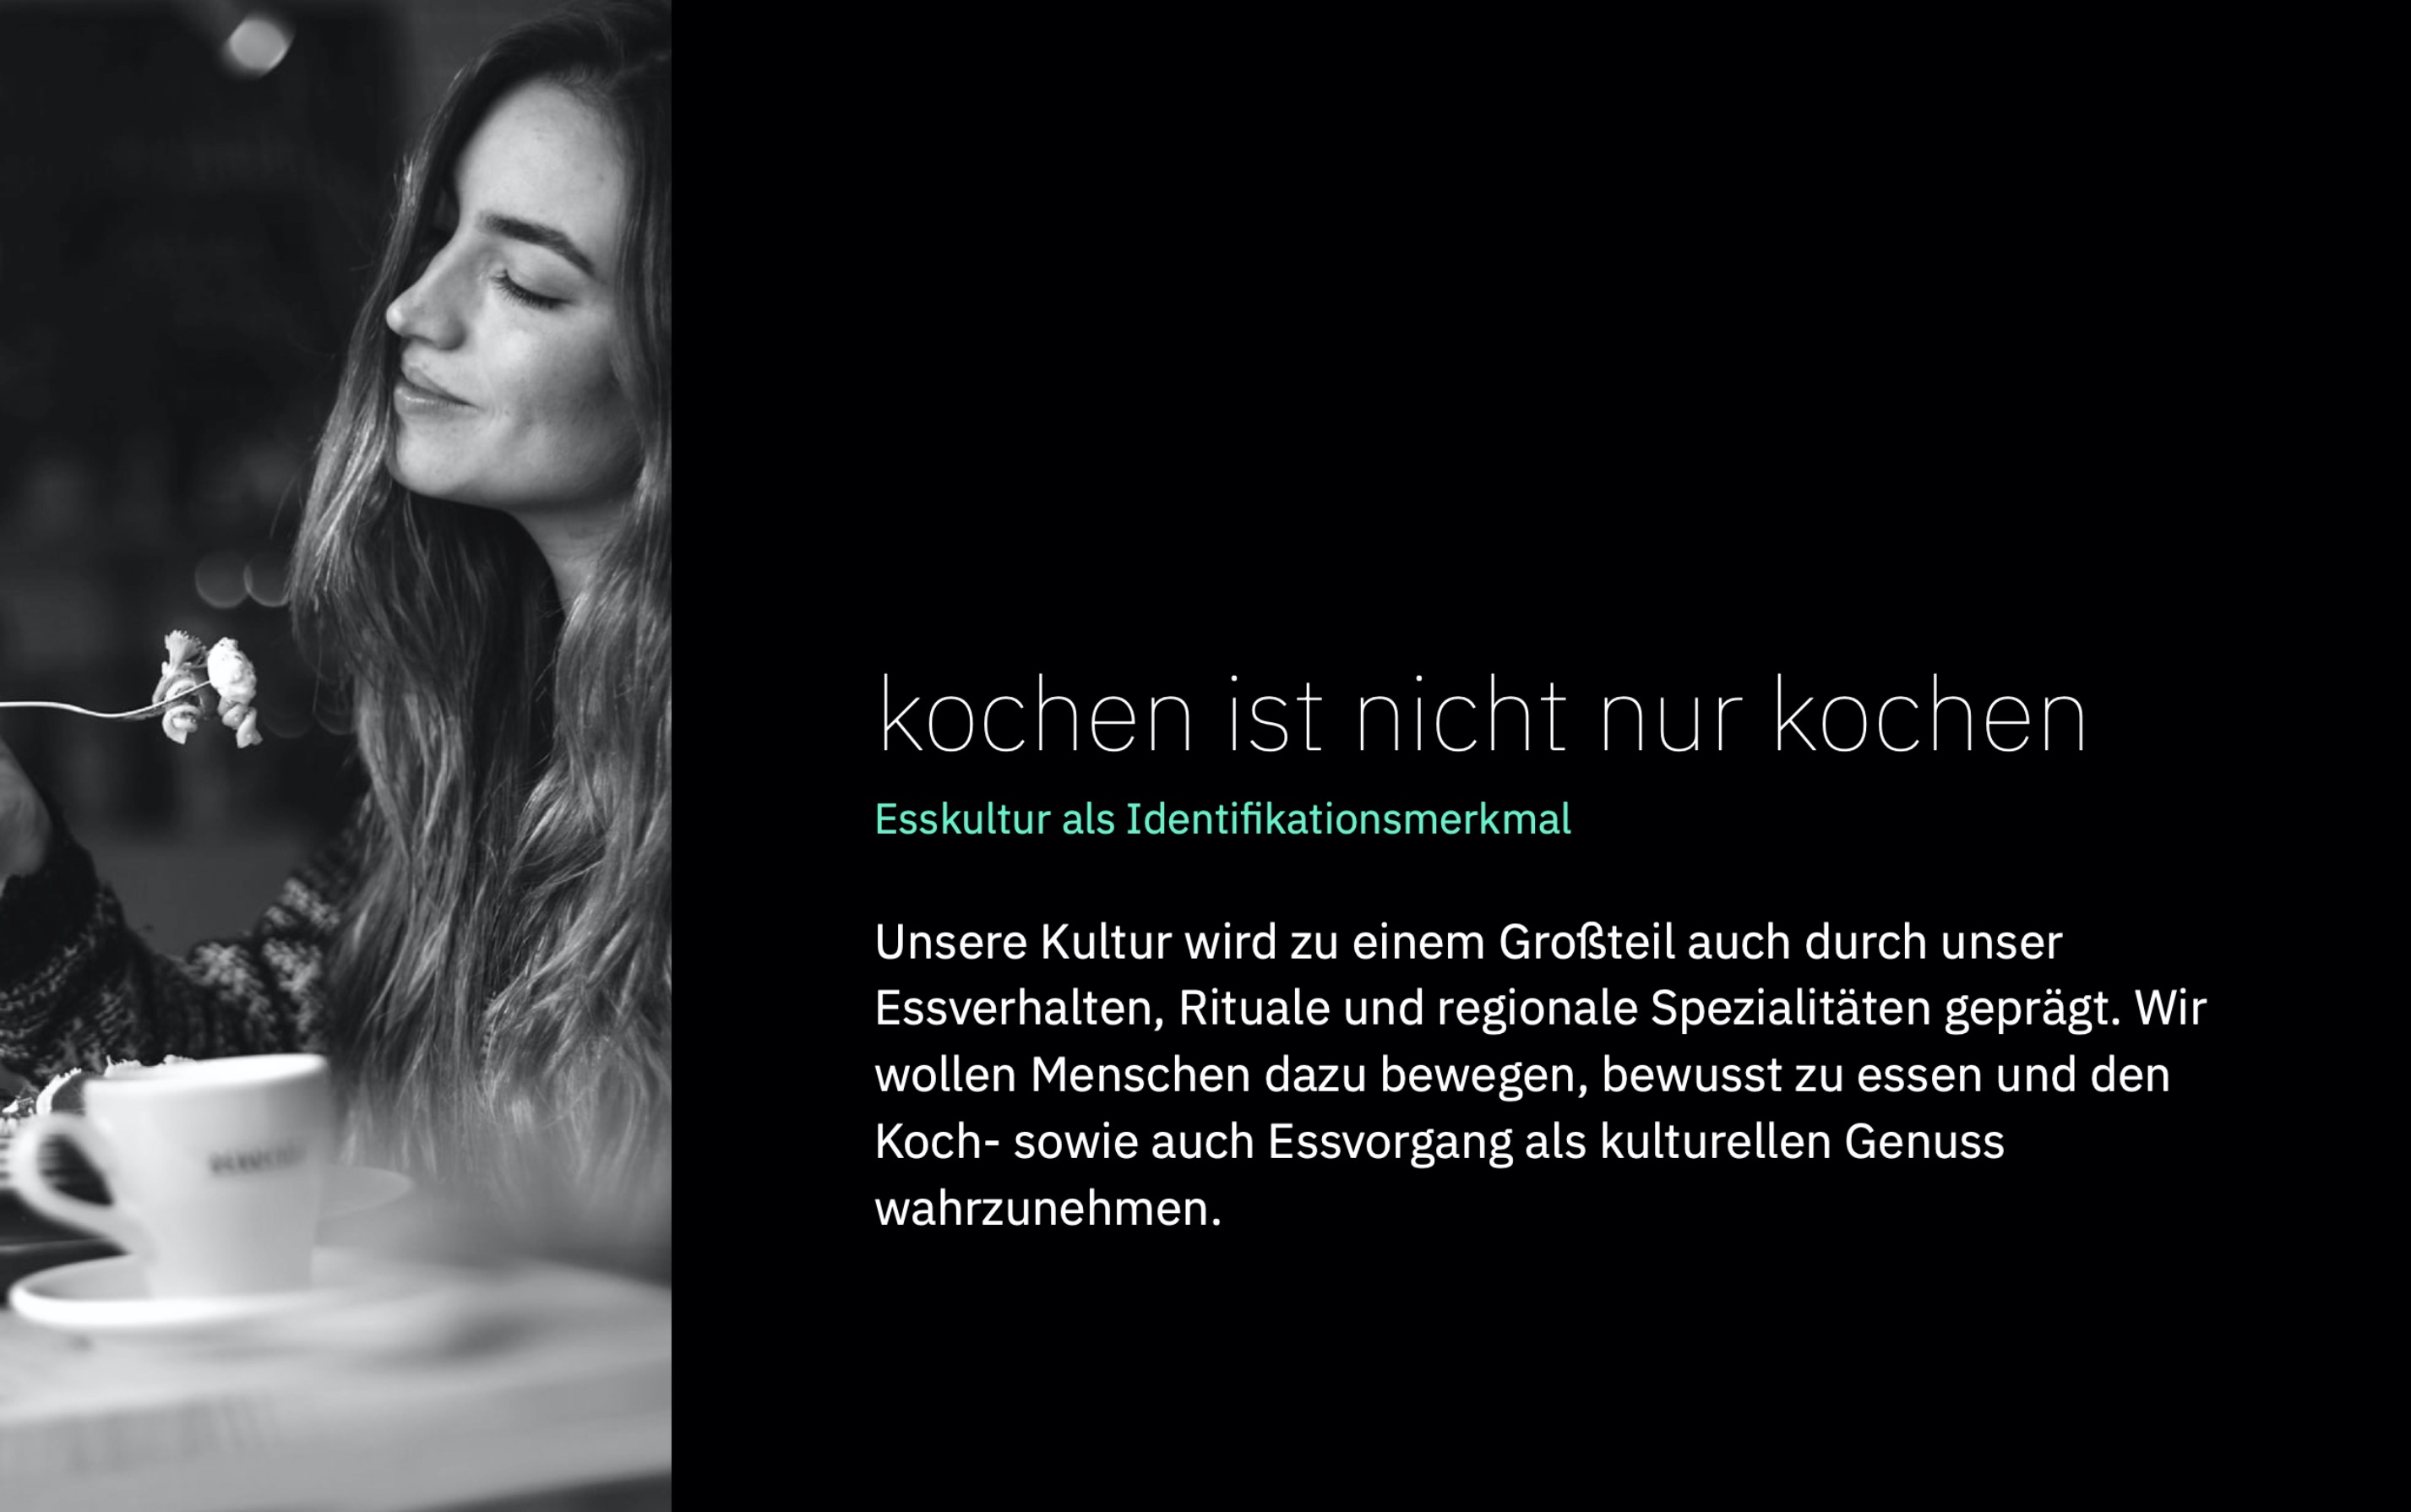 kochen ist nicht nur kochen
Esskultur als Identifikationsmerkmal
Unsere Kultur wird zu einem Großteil auch durch unser
Essverhalten, Rituale und regionale Spezialitäten geprägt. Wir
wollen Menschen dazu bewegen, bewusst zu essen und den
Koch- sowie auch Essvorgang als kulturellen Genuss
wahrzunehmen.